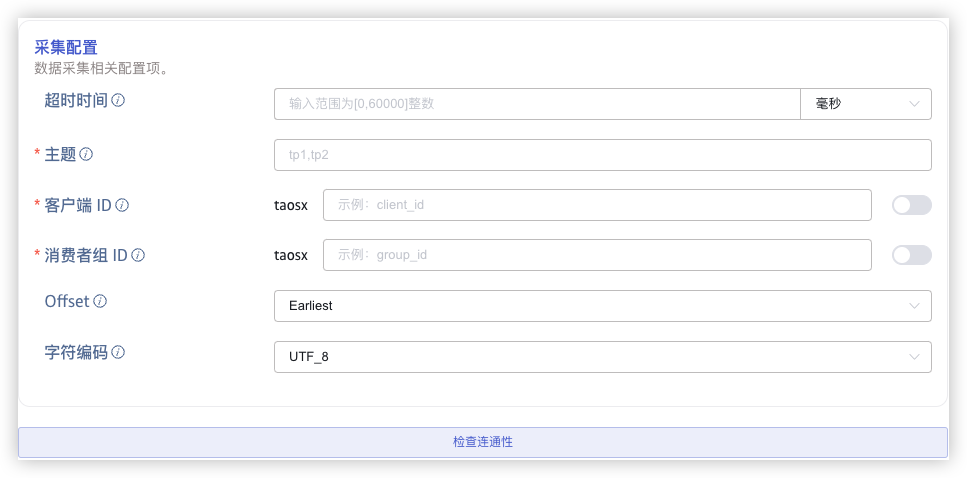 采集配置
数据采集相关配置项。
超时时间 输入范围为[0,60000]整数 毫秒
* 主题 tp1,tp2
* 客户端 ID taosx 示例：client_id
* 消费者组 ID taosx 示例：group_id
Offset Earliest
字符编码 UTF_8
检查连通性